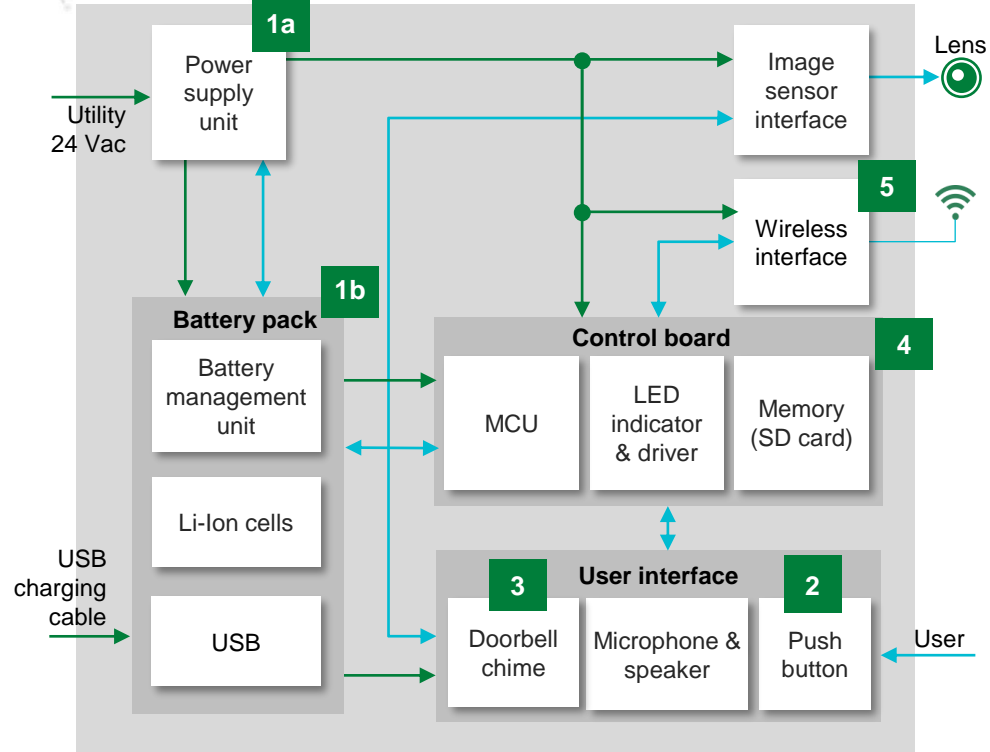 1a
Power
supply
unit
Utility
24 Vac
Image
sensor
interface
Lens
5
Wireless
interface
1b
Battery pack
Battery
management
unit
Li-Ion cells
USB
USB
charging
cable
Control board
4
MCU
LED
indicator
& driver
Memory
(SD card)
User interface
3
Doorbell
chime
Microphone &
speaker
2
Push
button
User